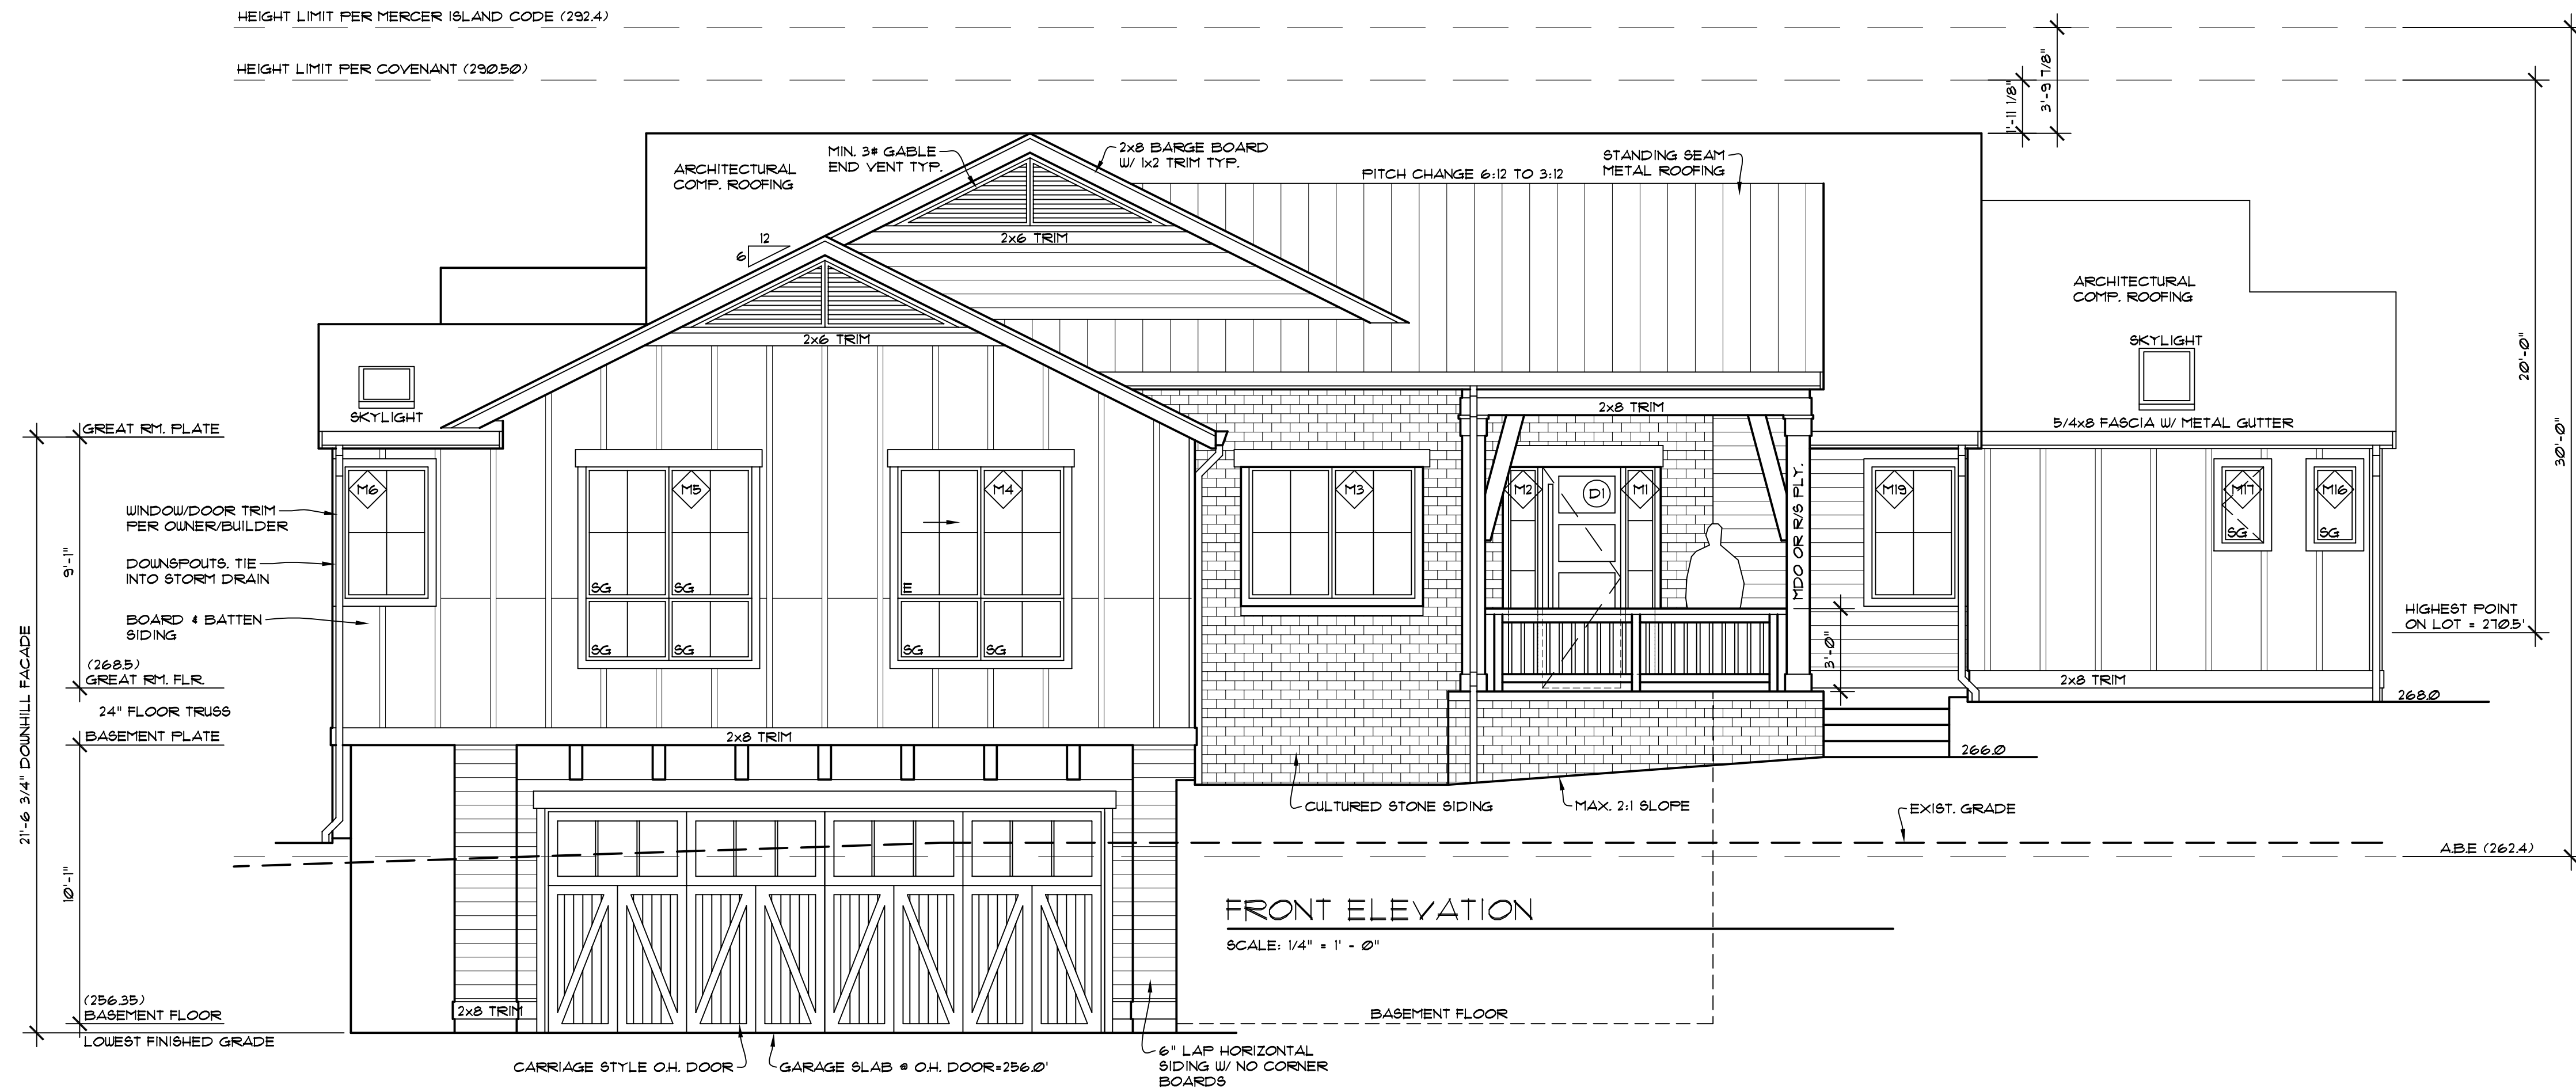 HEIGHT LIMIT PER MERCER ISLAND CODE (292.4)
HEIGHT LIMIT PER COVENANT (290.50)
3'-9 7/8"
1'-11 1/8"
MIN. 3# GABLE
END VENT TYP.
2x8 BARGE BOARD
W/ 1x2 TRIM TYP.
ARCHITECTURAL
COMP. ROOFING
STANDING SEAM
METAL ROOFING
PITCH CHANGE 6:12 TO 3:12
12
6
2x6 TRIM
2x6 TRIM
ARCHITECTURAL
COMP. ROOFING
SKYLIGHT
SKYLIGHT
20'-0"
30'-0"
2x8 TRIM
5/4x8 FASCIA W/ METAL GUTTER
GREAT RM. PLATE
M6
M5
M4
M3
M2
D1
M1
MDO OR R/S PLY.
M19
M17
M16
SG
SG
WINDOW/DOOR TRIM
PER OWNER/BUILDER
DOWNSPOUTS. TIE
INTO STORM DRAIN
BOARD & BATTEN
SIDING
9'-1"
SG
SG
E
SG
SG
SG
SG
HIGHEST POINT
ON LOT = 270.5'
3'-0"
(268.5)
GREAT RM. FLR.
24" FLOOR TRUSS
BASEMENT PLATE
2x8 TRIM
2x8 TRIM
268.0
266.0
21'-6 3/4" DOWNHILL FACADE
CULTURED STONE SIDING
MAX. 2:1 SLOPE
EXIST. GRADE
A.B.E (262.4)
10'-1"
FRONT ELEVATION
SCALE: 1/4" = 1' - 0"
(256.35)
BASEMENT FLOOR
2x8 TRIM
BASEMENT FLOOR
LOWEST FINISHED GRADE
CARRIAGE STYLE O.H. DOOR
GARAGE SLAB @ O.H. DOOR=256.0'
6" LAP HORIZONTAL
SIDING W/ NO CORNER
BOARDS